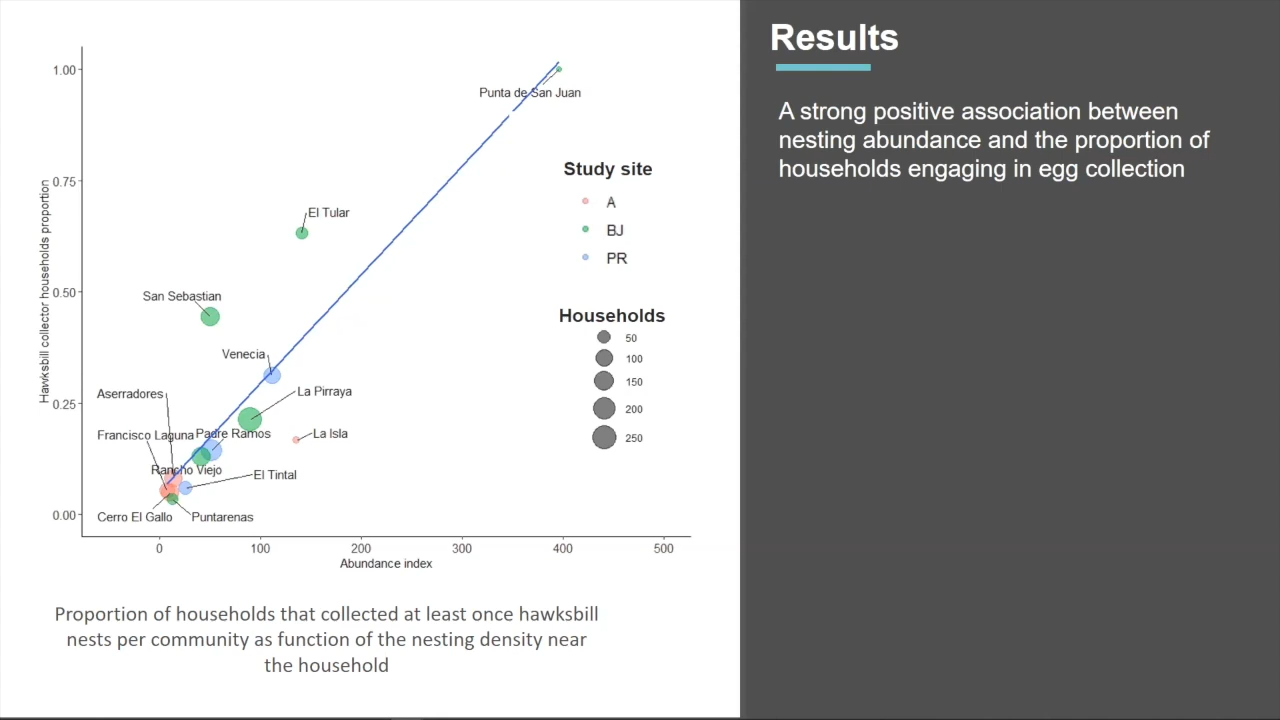 Results
A strong positive association between
nesting abundance and the proportion of
households engaging in egg collection
Hawksbill collector households proportion
1.00
0.75
0.50
0.25
0.00
0
100
200
300
400
500
Abundance index
Punta de San Juan
El Tular
San Sebastian
Venecia
Aserradores
La Pirraya
Francisco Laguna
Padre Ramos
La Isla
Rancho Viejo
El Tintal
Cerro El Gallo
Puntarenas
Study site
A
BJ
PR
Households
50
100
150
200
250
Proportion of households that collected at least once hawksbill
nests per community as function of the nesting density near
the household